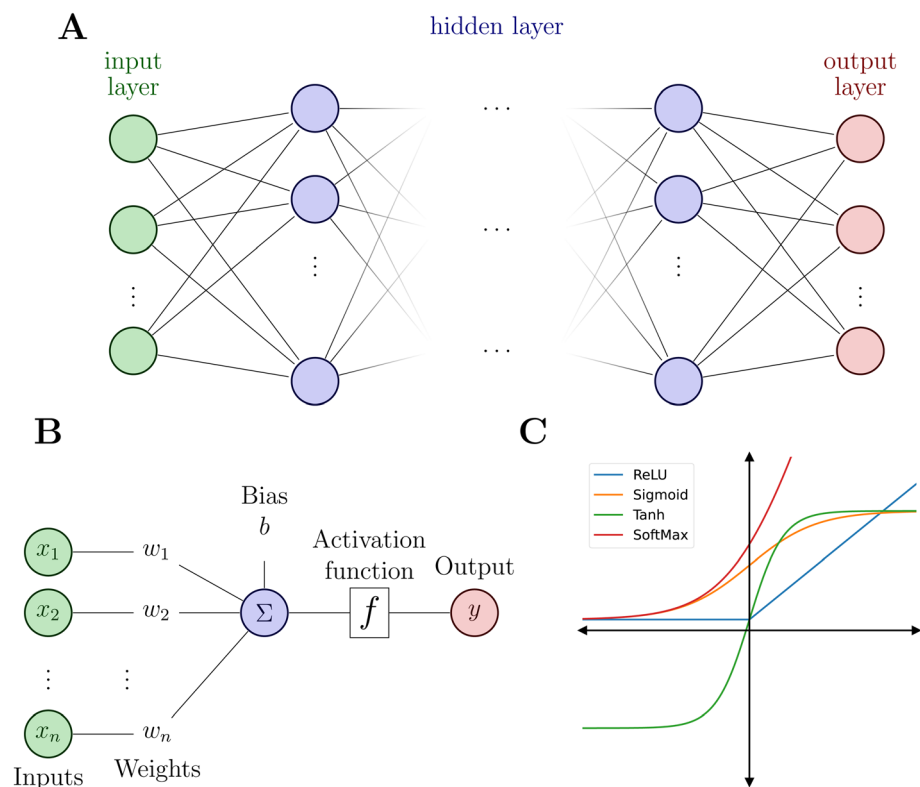 A
hidden layer
input
layer
output
layer
···
⋮
⋮
···
⋮
⋮
···
B
Bias
b
Activation
function
Output
x₁
w₁
x₂
w₂
Σ
f
y
⋮
⋮
xₙ
wₙ
Inputs
Weights
C
ReLU
Sigmoid
Tanh
SoftMax